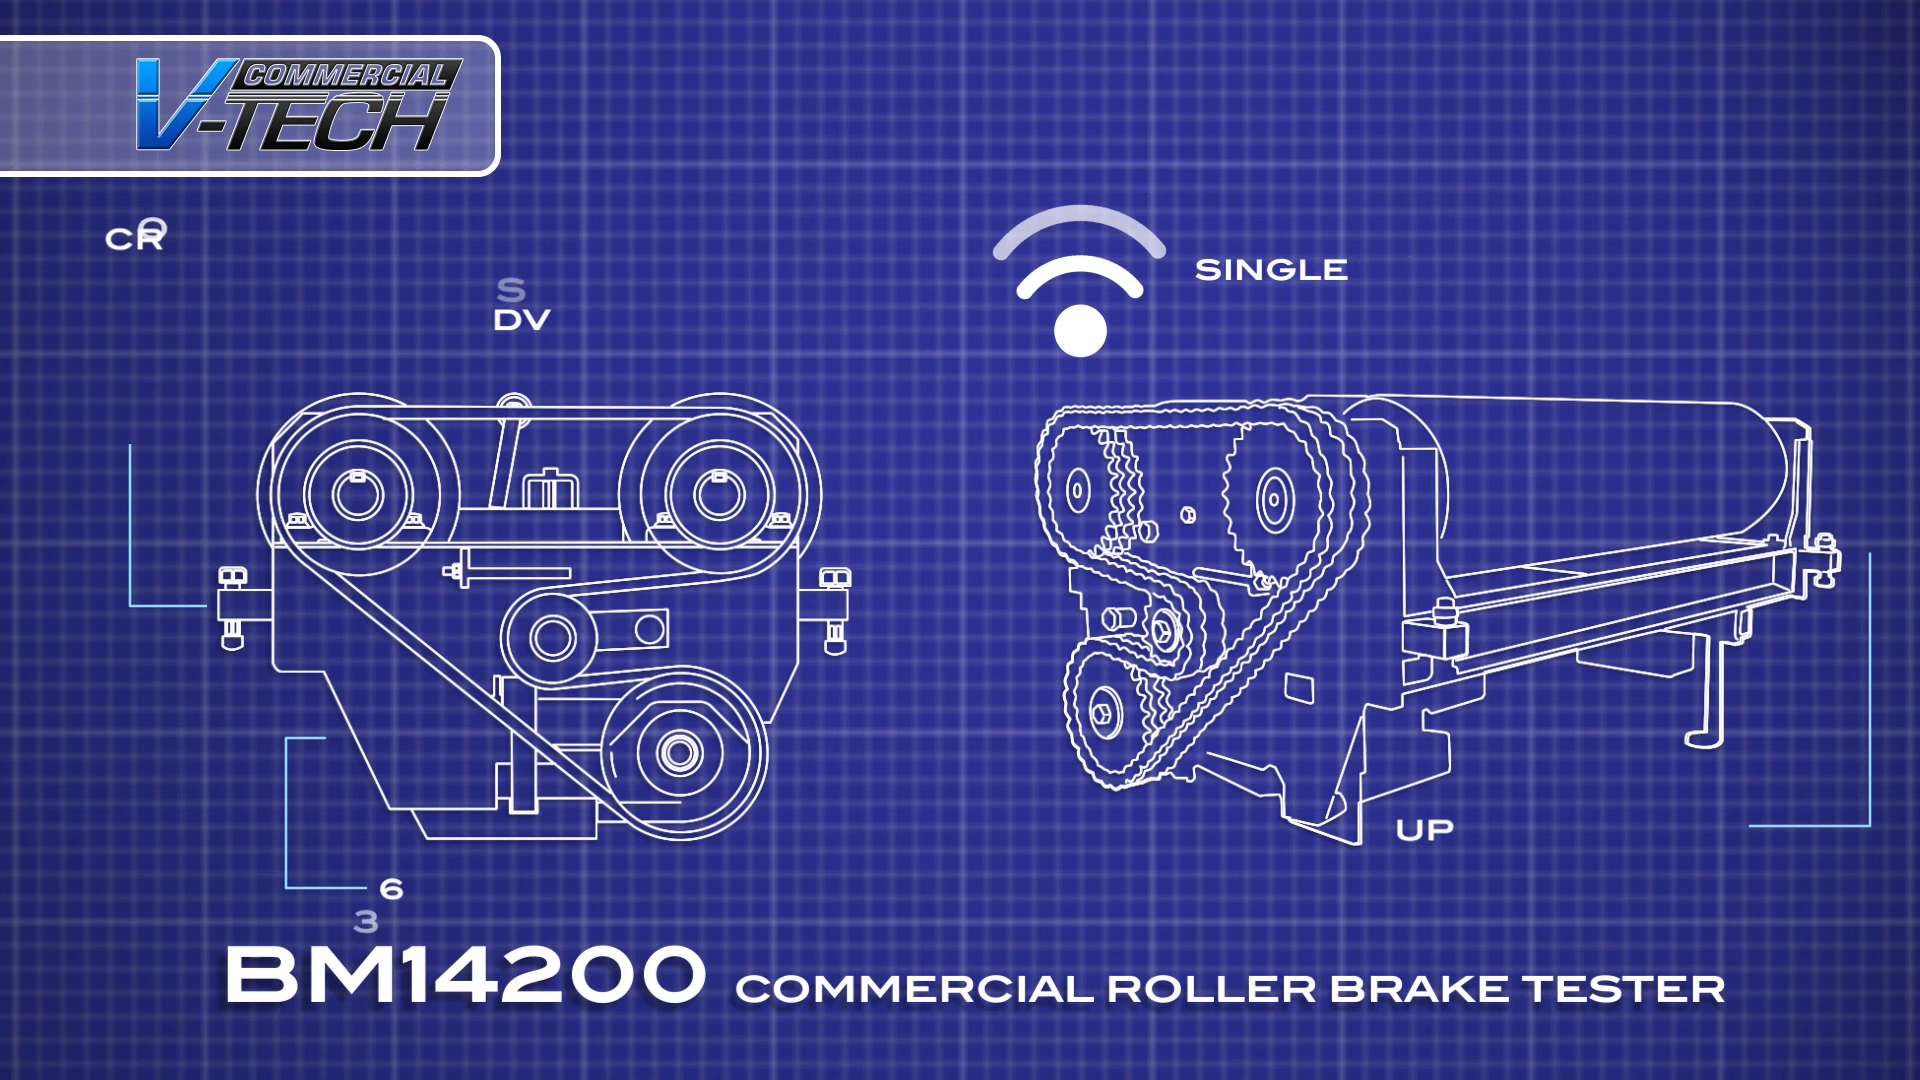 COMMERCIAL
V-TECH
CR
O
S
DV
SINGLE
UP
6
3
BM14200 COMMERCIAL ROLLER BRAKE TESTER